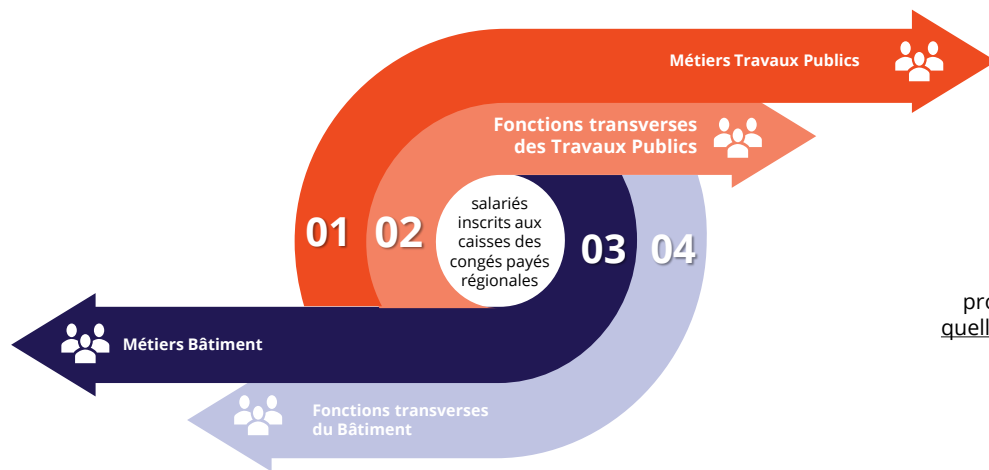 Métiers Travaux Publics
Fonctions transverses
des Travaux Publics
salariés
inscrits aux
caisses des
congés payés
régionales
01
02
03
04
Métiers Bâtiment
Fonctions transverses
du Bâtiment